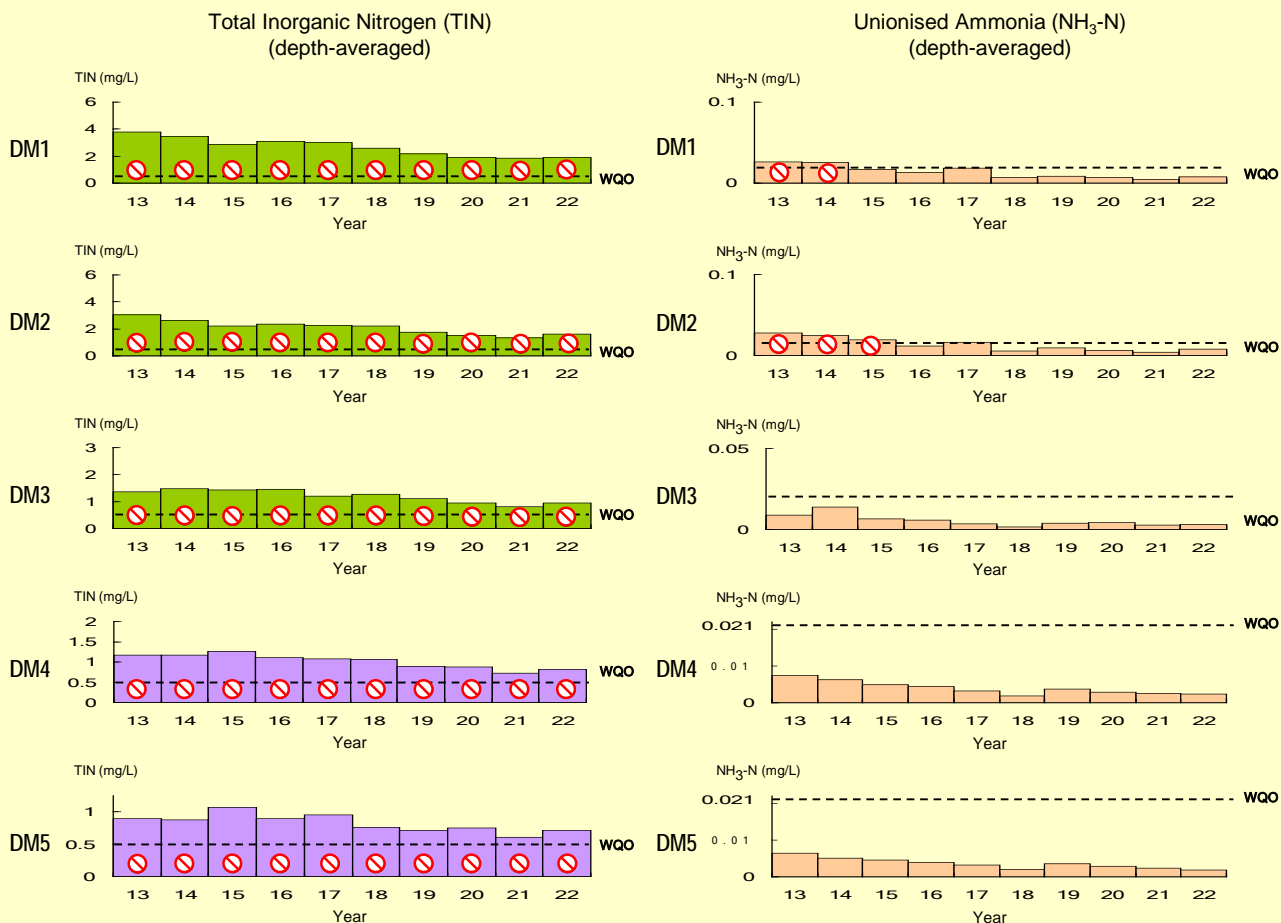 Total Inorganic Nitrogen (TIN)
(depth-averaged)
Unionised Ammonia (NH3-N)
(depth-averaged)
DM1
TIN (mg/L)
6
4
2
0
WQO
13 14 15 16 17 18 19 20 21 22
Year
DM1
NH3-N (mg/L)
0.1
0
WQO
13 14 15 16 17 18 19 20 21 22
Year
DM2
TIN (mg/L)
6
4
2
0
WQO
13 14 15 16 17 18 19 20 21 22
Year
DM2
NH3-N (mg/L)
0.1
0
WQO
13 14 15 16 17 18 19 20 21 22
Year
DM3
TIN (mg/L)
3
2
1
0
WQO
13 14 15 16 17 18 19 20 21 22
Year
DM3
NH3-N (mg/L)
0.05
0
WQO
13 14 15 16 17 18 19 20 21 22
Year
DM4
TIN (mg/L)
2
1.5
1
0.5
0
WQO
13 14 15 16 17 18 19 20 21 22
Year
DM4
NH3-N (mg/L)
0.021
0.01
0
WQO
13 14 15 16 17 18 19 20 21 22
Year
DM5
TIN (mg/L)
1
0.5
0
WQO
13 14 15 16 17 18 19 20 21 22
Year
DM5
NH3-N (mg/L)
0.021
0.01
0
WQO
13 14 15 16 17 18 19 20 21 22
Year